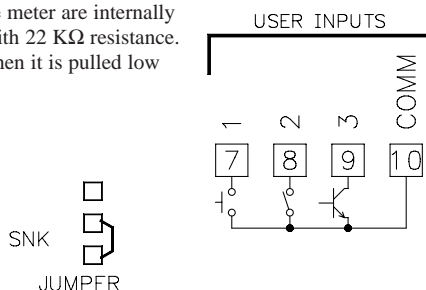 e meter are internally
ith 22 KΩ resistance.
hen it is pulled low
USER INPUTS
1 2 3 COMM
7 8 9 10
SNK
JUMPER